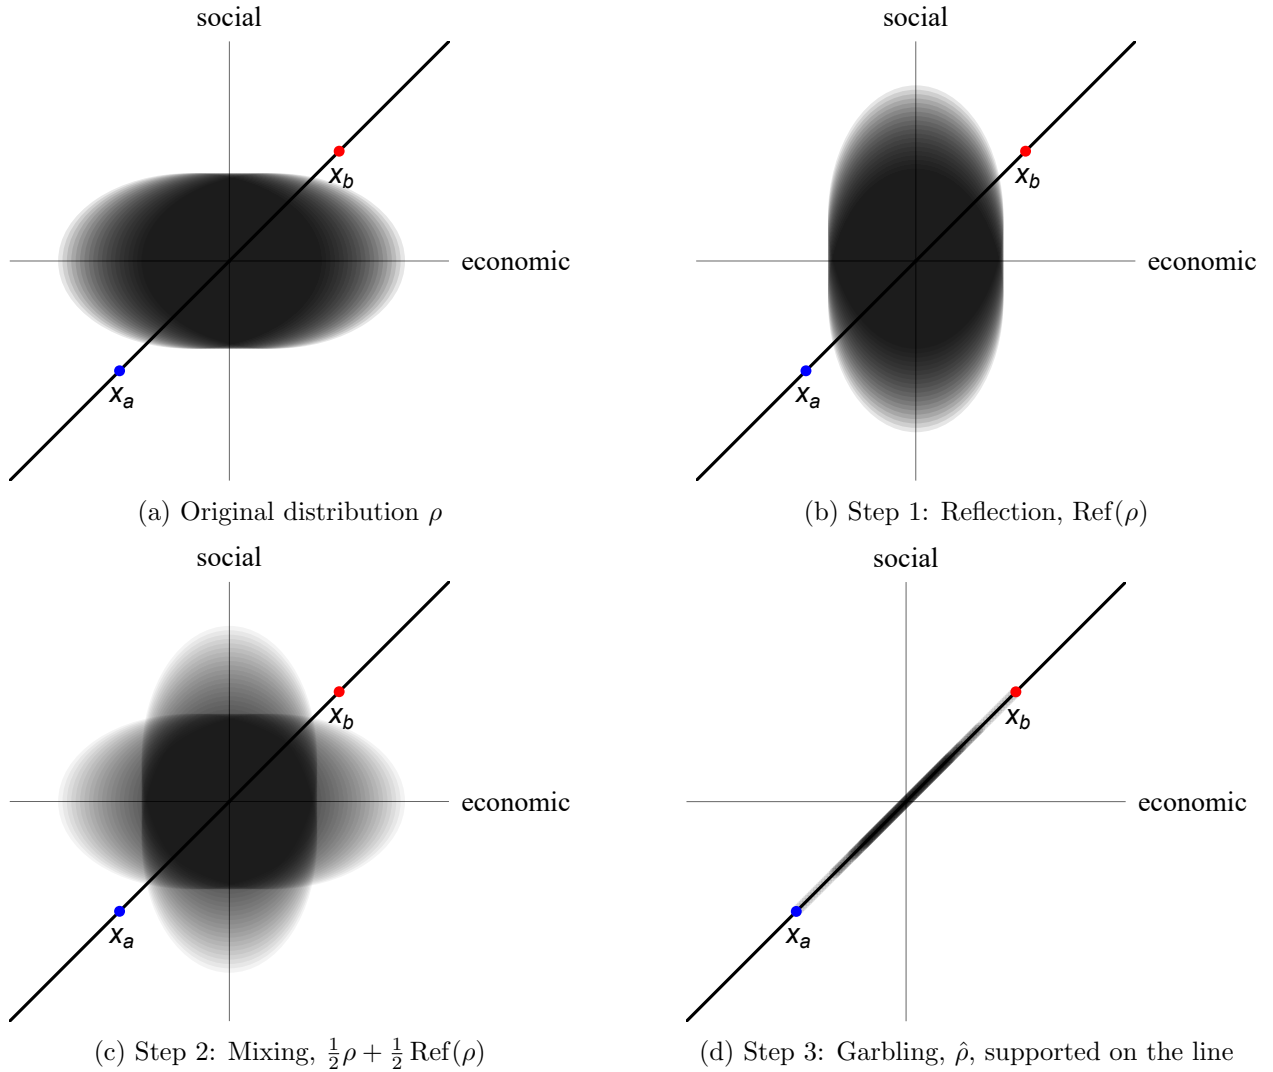 social
x_b
economic
x_a
(a) Original distribution ρ
social
x_b
economic
x_a
(b) Step 1: Reflection, Ref(ρ)
social
x_b
economic
x_a
(c) Step 2: Mixing, ½ρ + ½ Ref(ρ)
social
x_b
economic
x_a
(d) Step 3: Garbling, ρ̂, supported on the line